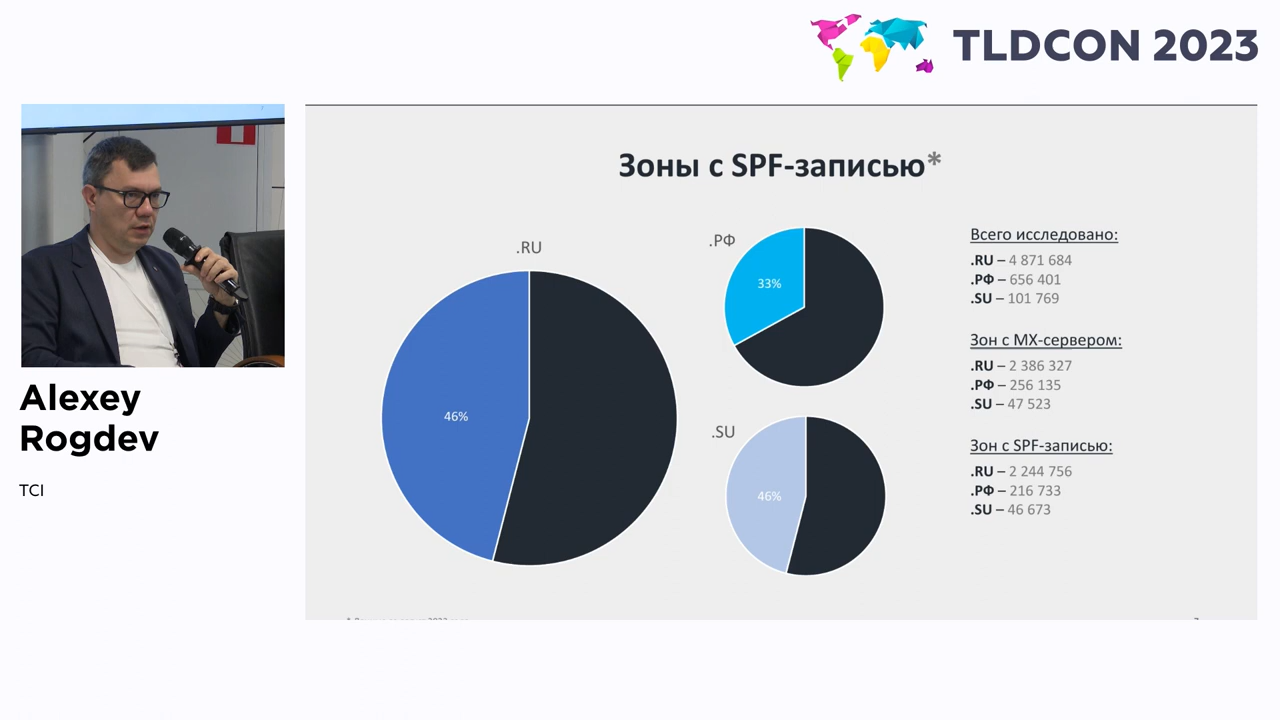 TLDCON 2023
Зоны с SPF-записью*
.RU
46%
.РФ
33%
.SU
46%
Всего исследовано:
.RU – 4 871 684
.РФ – 656 401
.SU – 101 769
Зон с MX-сервером:
.RU – 2 386 327
.РФ – 256 135
.SU – 47 523
Зон с SPF-записью:
.RU – 2 244 756
.РФ – 216 733
.SU – 46 673
Alexey
Rogdev
TCI